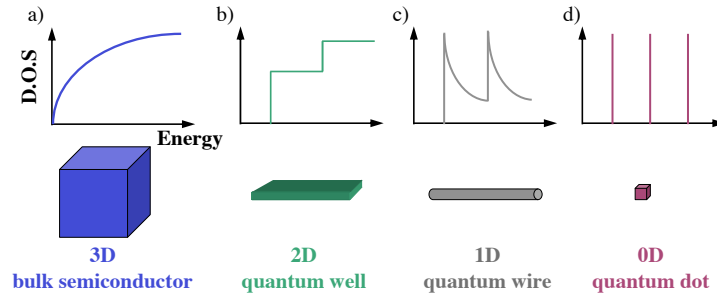 a)
b)
c)
d)
D.O.S
Energy
3D
bulk semiconductor
2D
quantum well
1D
quantum wire
0D
quantum dot